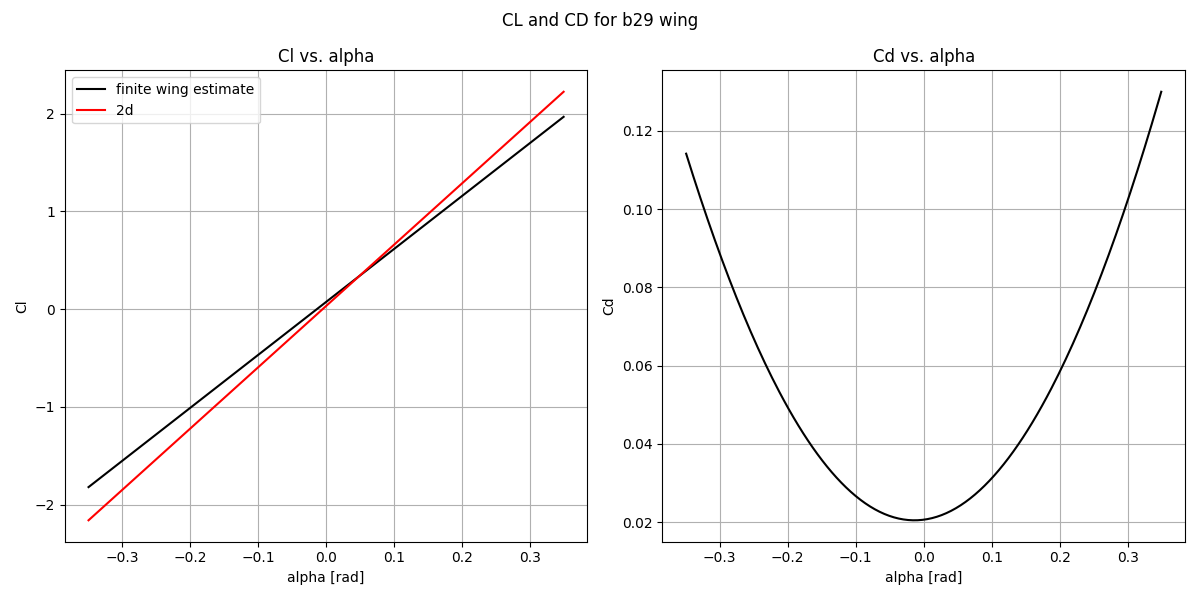 CL and CD for b29 wing
Cl vs. alpha
finite wing estimate
2d
Cl
2
1
0
−1
−2
−0.3 −0.2 −0.1 0.0 0.1 0.2 0.3
alpha [rad]
Cd vs. alpha
Cd
0.12
0.10
0.08
0.06
0.04
0.02
−0.3 −0.2 −0.1 0.0 0.1 0.2 0.3
alpha [rad]